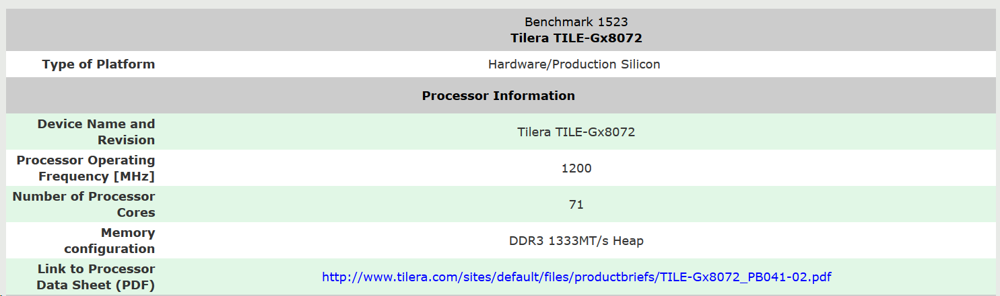 Benchmark 1523
Tilera TILE-Gx8072
Type of Platform
Hardware/Production Silicon
Processor Information
Device Name and
Revision
Tilera TILE-Gx8072
Processor Operating
Frequency [MHz]
1200
Number of Processor
Cores
71
Memory
configuration
DDR3 1333MT/s Heap
Link to Processor
Data Sheet (PDF)
http://www.tilera.com/sites/default/files/productbriefs/TILE-Gx8072_PB041-02.pdf